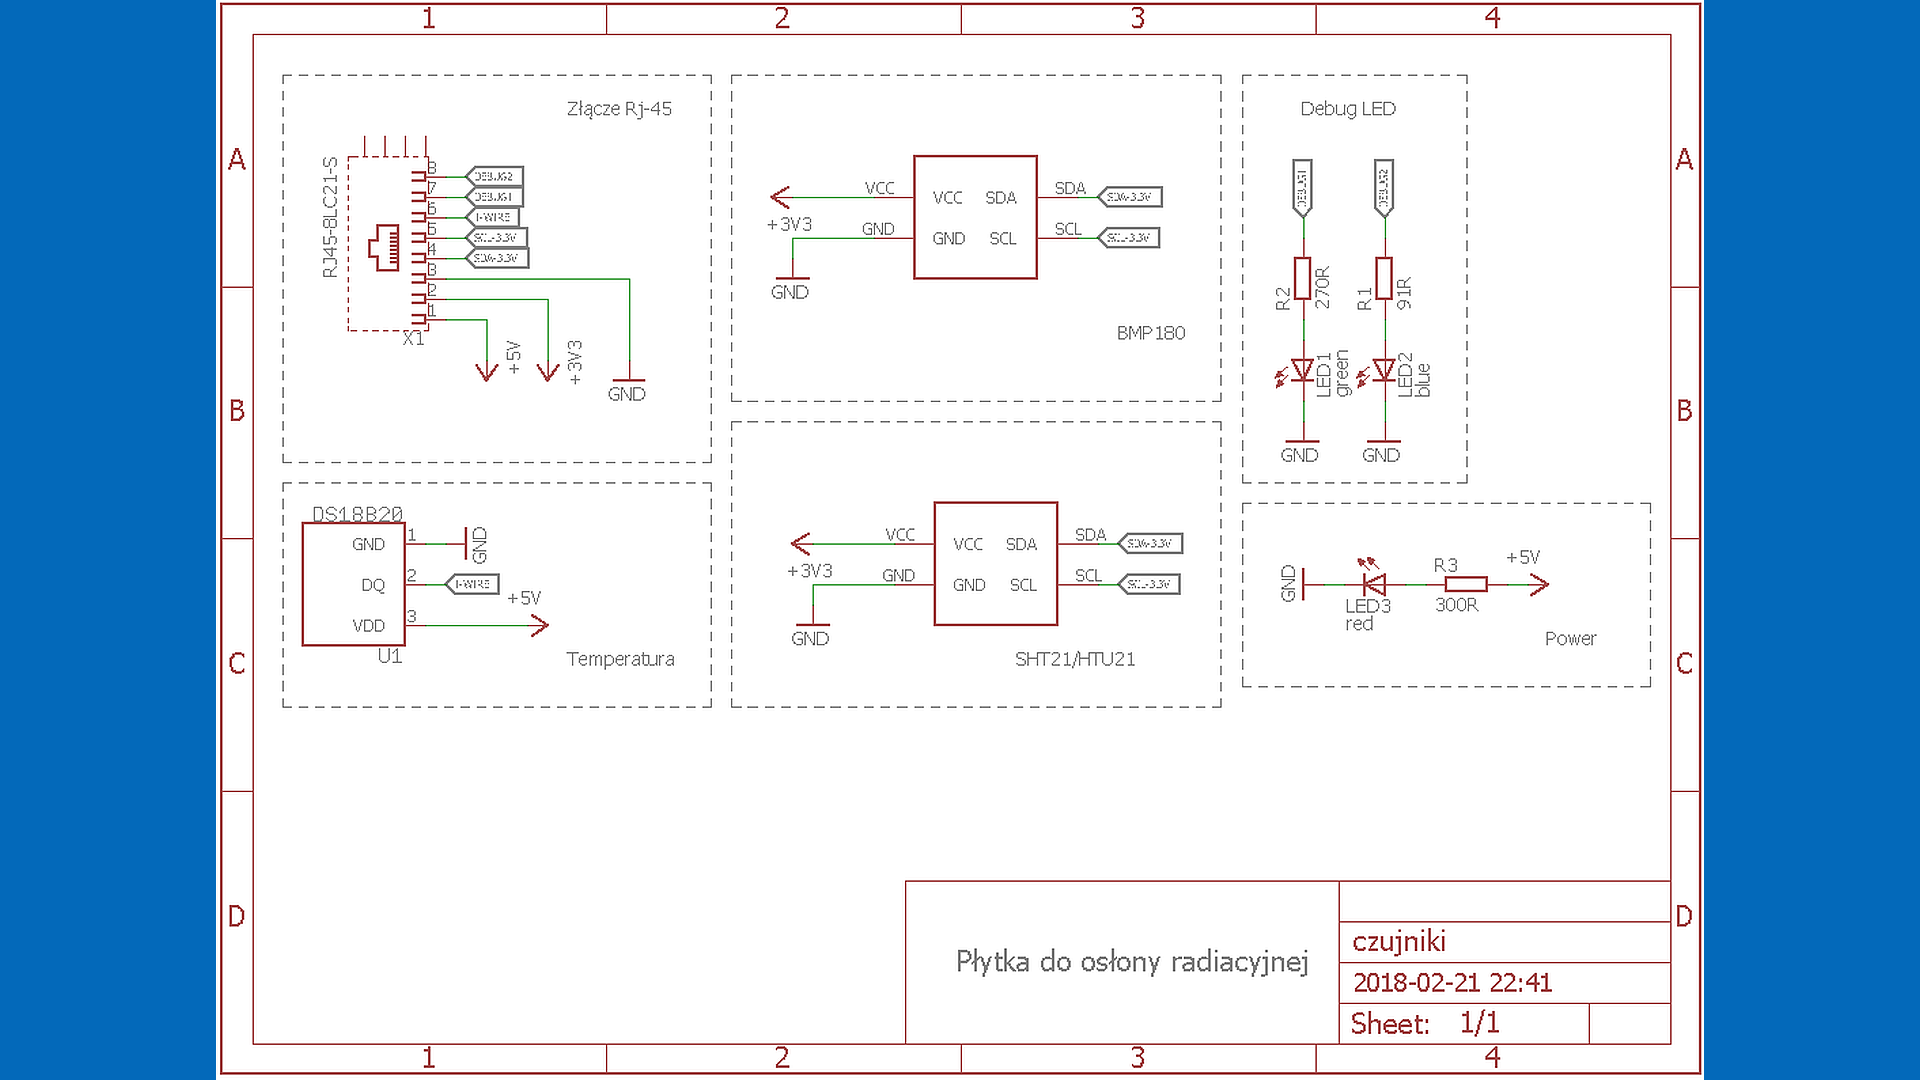 1 2 3 4
A A
B B
C C
D D
1 2 3 4
Złącze Rj-45
RJ45-8LC21-S
X1
8 DEBUG2
7 DEBUG1
6 1-WIRE
5 SCL-3.3V
4 SDA-3.3V
3
2
1
+5V
+3V3
GND
VCC VCC SDA SDA SDA-3.3V
+3V3
GND GND SCL SCL SCL-3.3V
GND
BMP180
Debug LED
DEBUG1 DEBUG2
R2 270R R1 91R
LED1 green LED2 blue
GND GND
DS18B20
GND 1 GND
DQ 2 1-WIRE
VDD 3 +5V
U1
Temperatura
VCC VCC SDA SDA SDA-3.3V
+3V3
GND GND SCL SCL SCL-3.3V
GND
SHT21/HTU21
GND
LED3
red
R3
300R
+5V
Power
Płytka do osłony radiacyjnej
czujniki
2018-02-21 22:41
Sheet: 1/1